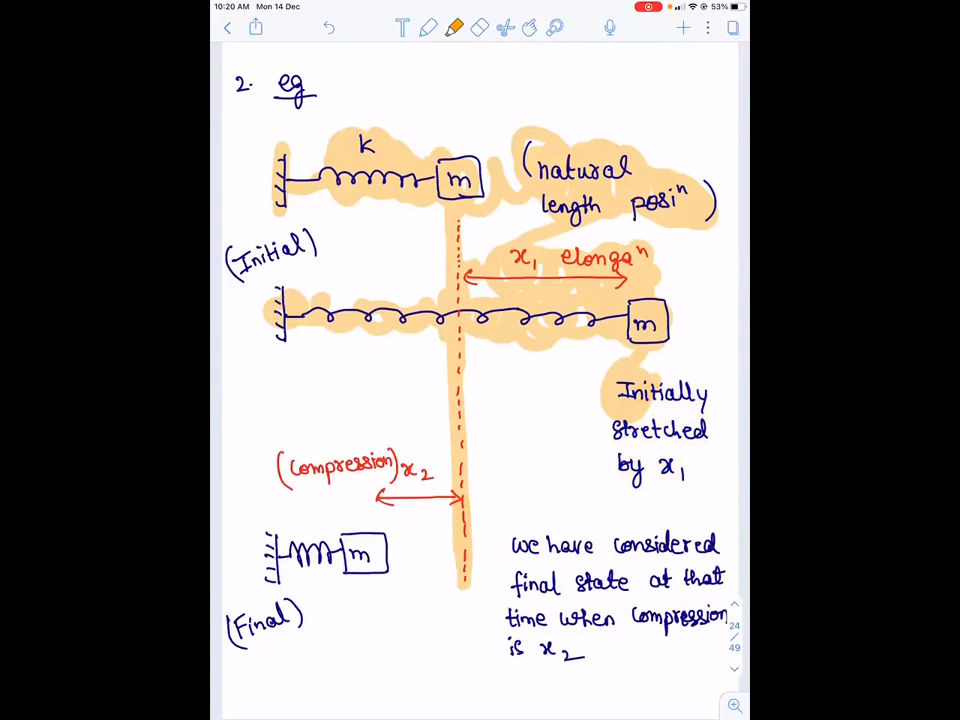 10:20 AM Mon 14 Dec
53%
2. eg
K
m
(natural
length posiⁿ)
(Initial)
x₁ elongaⁿ
m
Initially
stretched
by x₁
(compression) x₂
m
we have considered
final state at that
time when compression
is x₂
(Final)
24
/
49